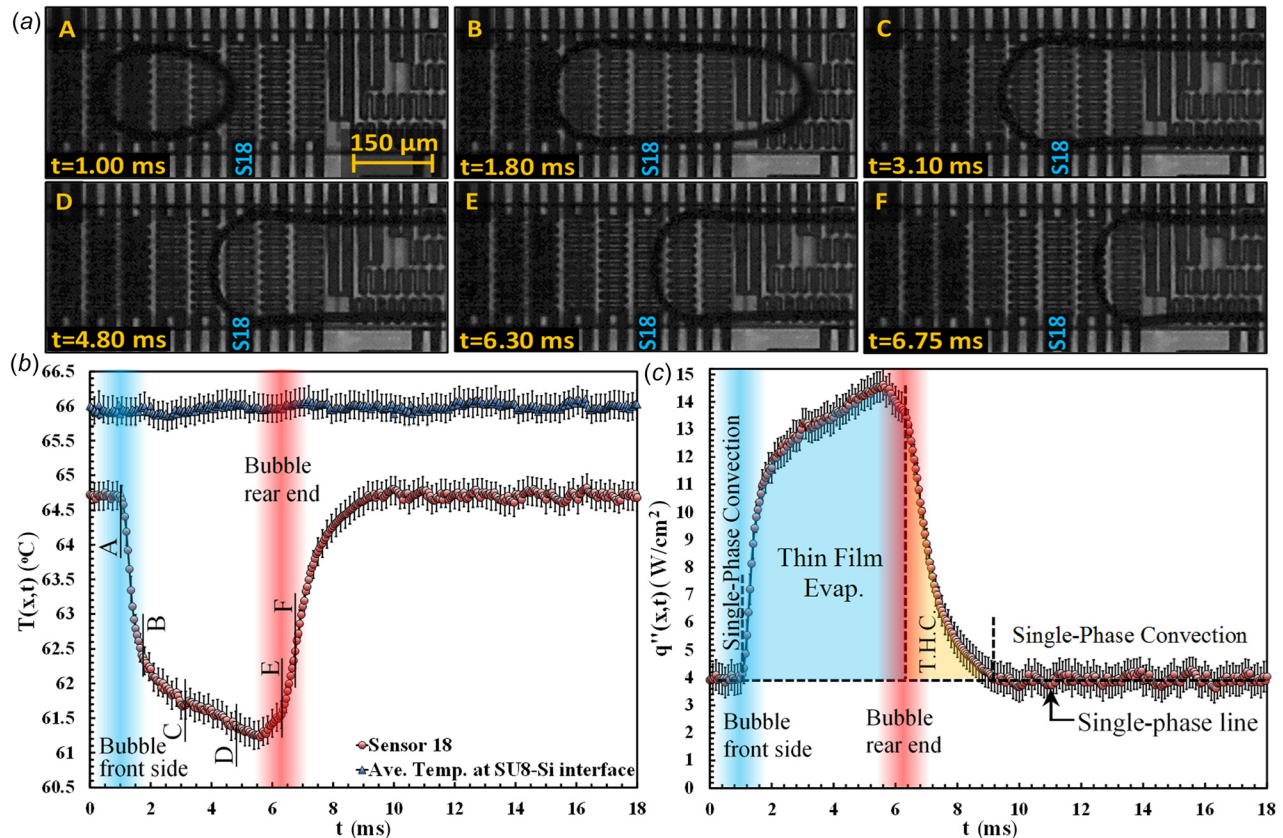 (a)
A
t=1.00 ms
S18
150 μm
B
t=1.80 ms
S18
C
t=3.10 ms
S18
D
t=4.80 ms
S18
E
t=6.30 ms
S18
F
t=6.75 ms
S18
(b)
66.5
66
65.5
65
64.5
64
63.5
63
62.5
62
61.5
61
60.5
T(x,t) (°C)
0 2 4 6 8 10 12 14 16 18
t (ms)
A
B
C
D
E
F
Bubble
front side
Bubble
rear end
Sensor 18
Ave. Temp. at SU8-Si interface
(c)
15
14
13
12
11
10
9
8
7
6
5
4
3
2
1
0
q"(x,t) (W/cm²)
0 2 4 6 8 10 12 14 16 18
t (ms)
Single-Phase Convection
Thin Film
Evap.
T.H.C.
Single-Phase Convection
Single-phase line
Bubble
front side
Bubble
rear end